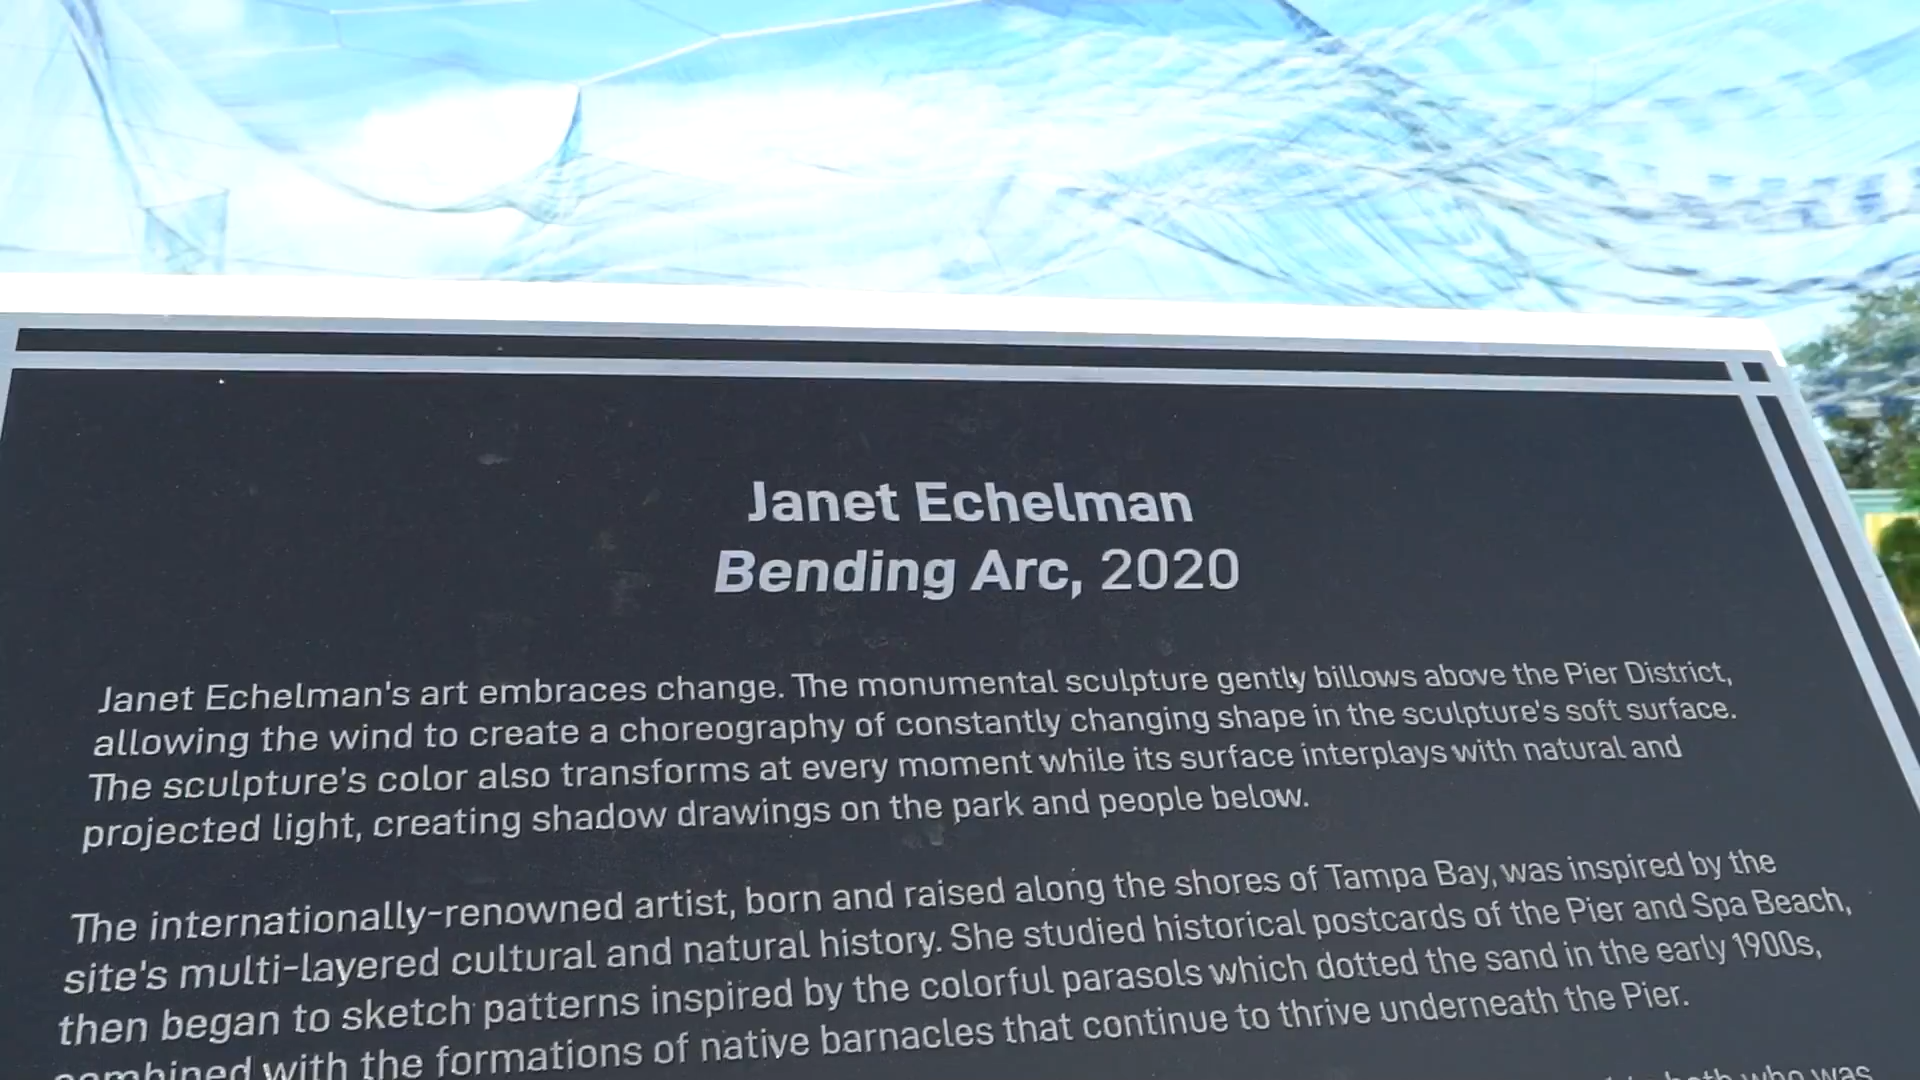 Janet Echelman
Bending Arc, 2020
Janet Echelman's art embraces change. The monumental sculpture gently billows above the Pier District,
allowing the wind to create a choreography of constantly changing shape in the sculpture's soft surface.
The sculpture's color also transforms at every moment while its surface interplays with natural and
projected light, creating shadow drawings on the park and people below.
The internationally-renowned artist, born and raised along the shores of Tampa Bay, was inspired by the
site's multi-layered cultural and natural history. She studied historical postcards of the Pier and Spa Beach,
then began to sketch patterns inspired by the colorful parasols which dotted the sand in the early 1900s,
combined with the formations of native barnacles that continue to thrive underneath the Pier.
both who was